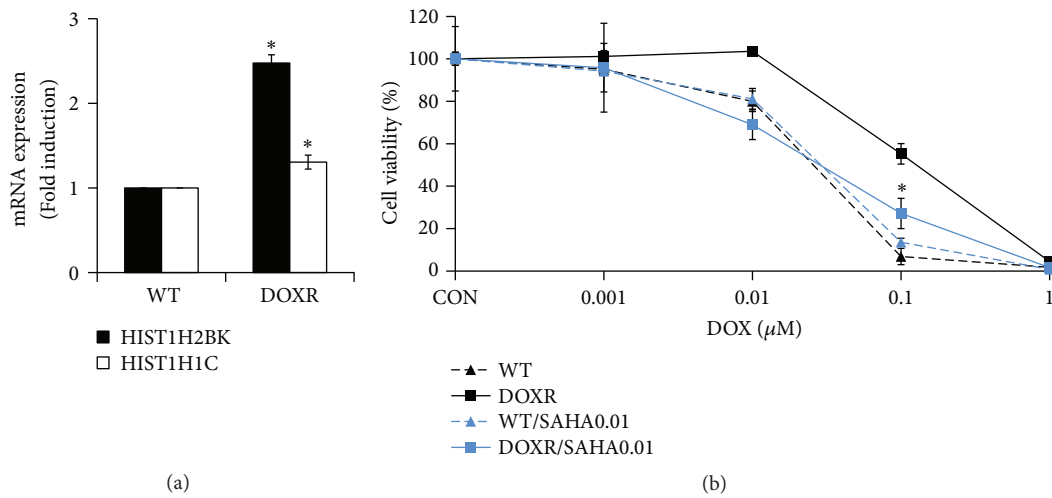 (a)
mRNA expression
(Fold induction)
3
2
1
0
*
*
WT
DOXR
HIST1H2BK
HIST1H1C
(b)
Cell viability (%)
120
100
80
60
40
20
0
*
CON
0.001
0.01
0.1
1
DOX (μM)
WT
DOXR
WT/SAHA0.01
DOXR/SAHA0.01